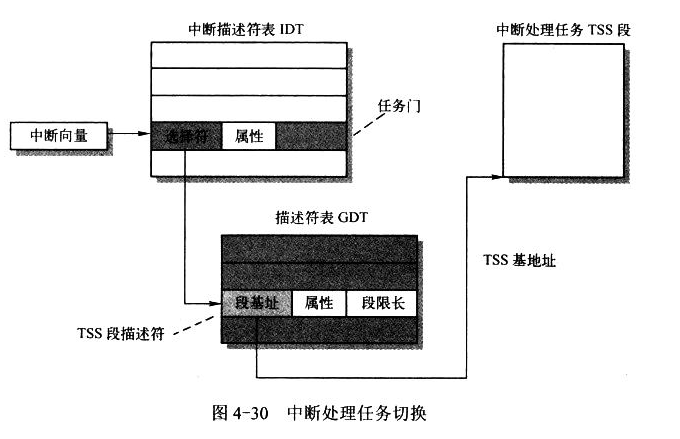 中断描述符表 IDT
中断处理任务 TSS 段
任务门
中断向量
选择符
属性
描述符表 GDT
TSS 基地址
段基址
属性
段限长
TSS 段描述符
图 4-30 中断处理任务切换